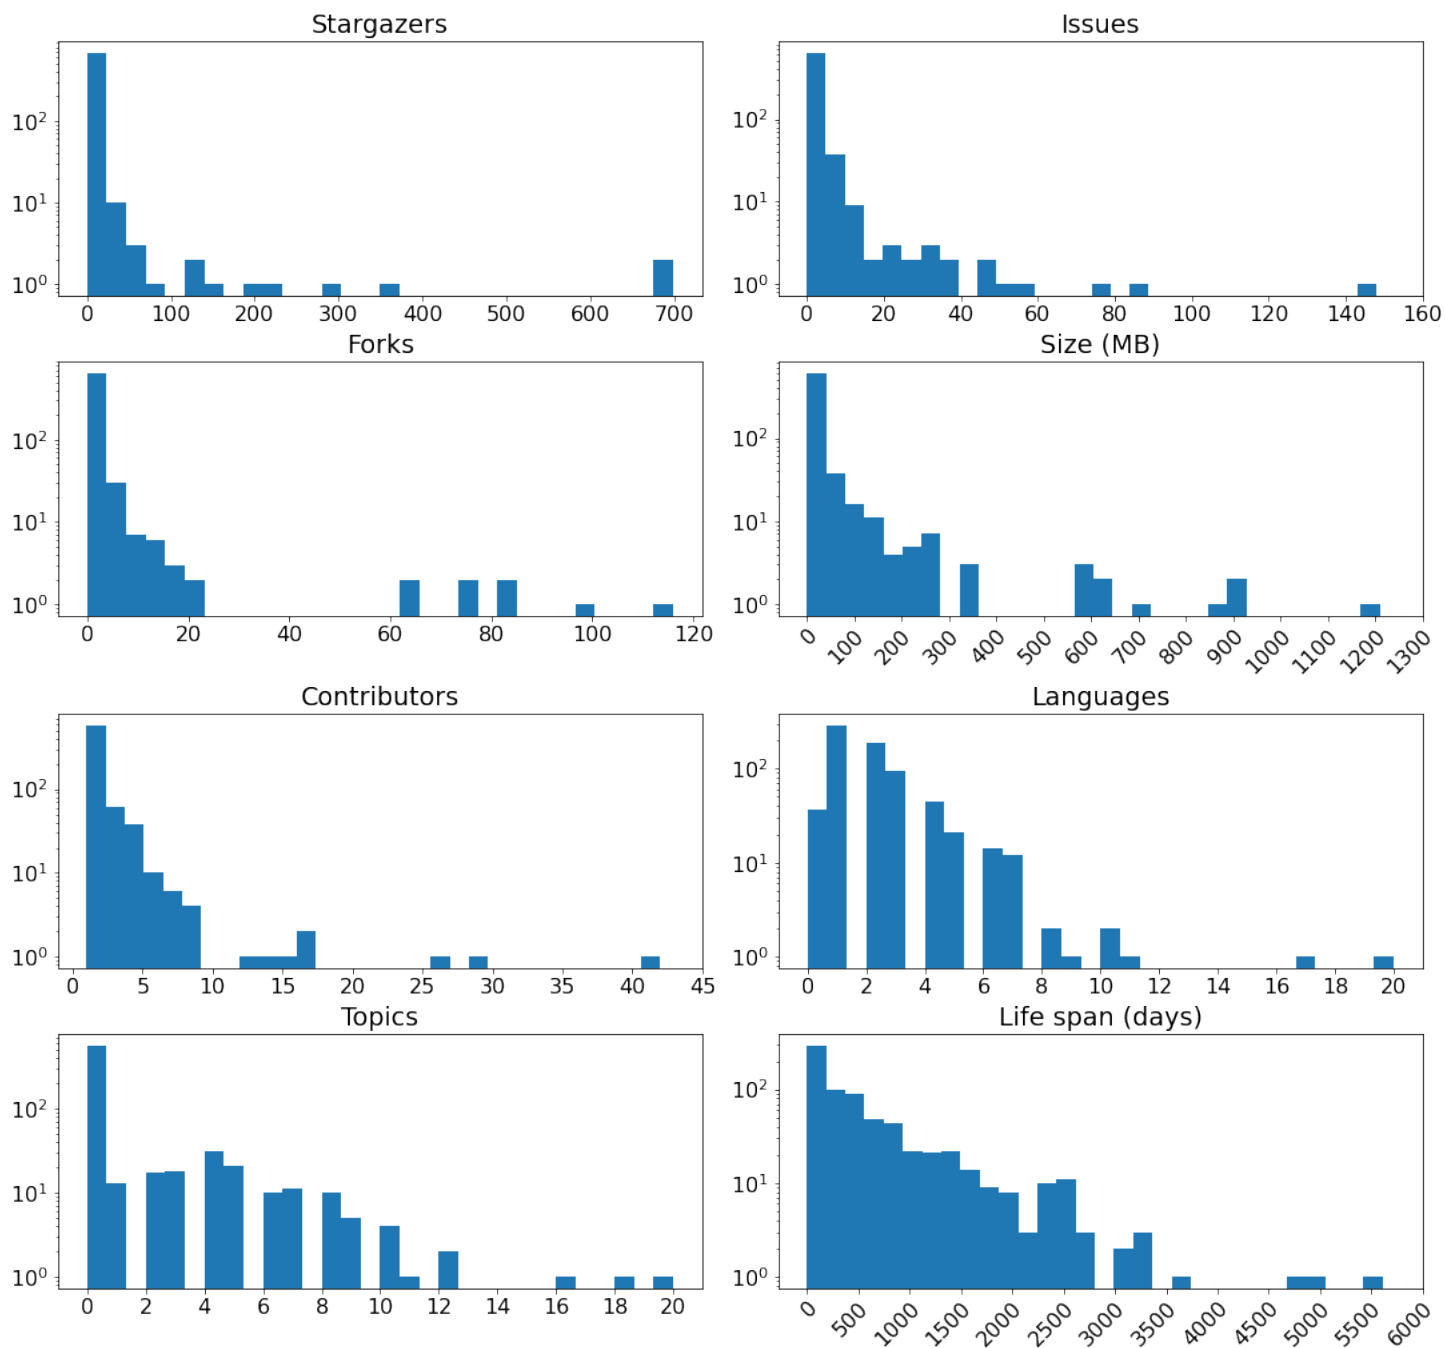 Stargazers
10²
10¹
10⁰
0 100 200 300 400 500 600 700
Issues
10²
10¹
10⁰
0 20 40 60 80 100 120 140 160
Forks
10²
10¹
10⁰
0 20 40 60 80 100 120
Size (MB)
10²
10¹
10⁰
0 100 200 300 400 500 600 700 800 900 1000 1100 1200 1300
Contributors
10²
10¹
10⁰
0 5 10 15 20 25 30 35 40 45
Languages
10²
10¹
10⁰
0 2 4 6 8 10 12 14 16 18 20
Topics
10²
10¹
10⁰
0 2 4 6 8 10 12 14 16 18 20
Life span (days)
10²
10¹
10⁰
0 500 1000 1500 2000 2500 3000 3500 4000 4500 5000 5500 6000